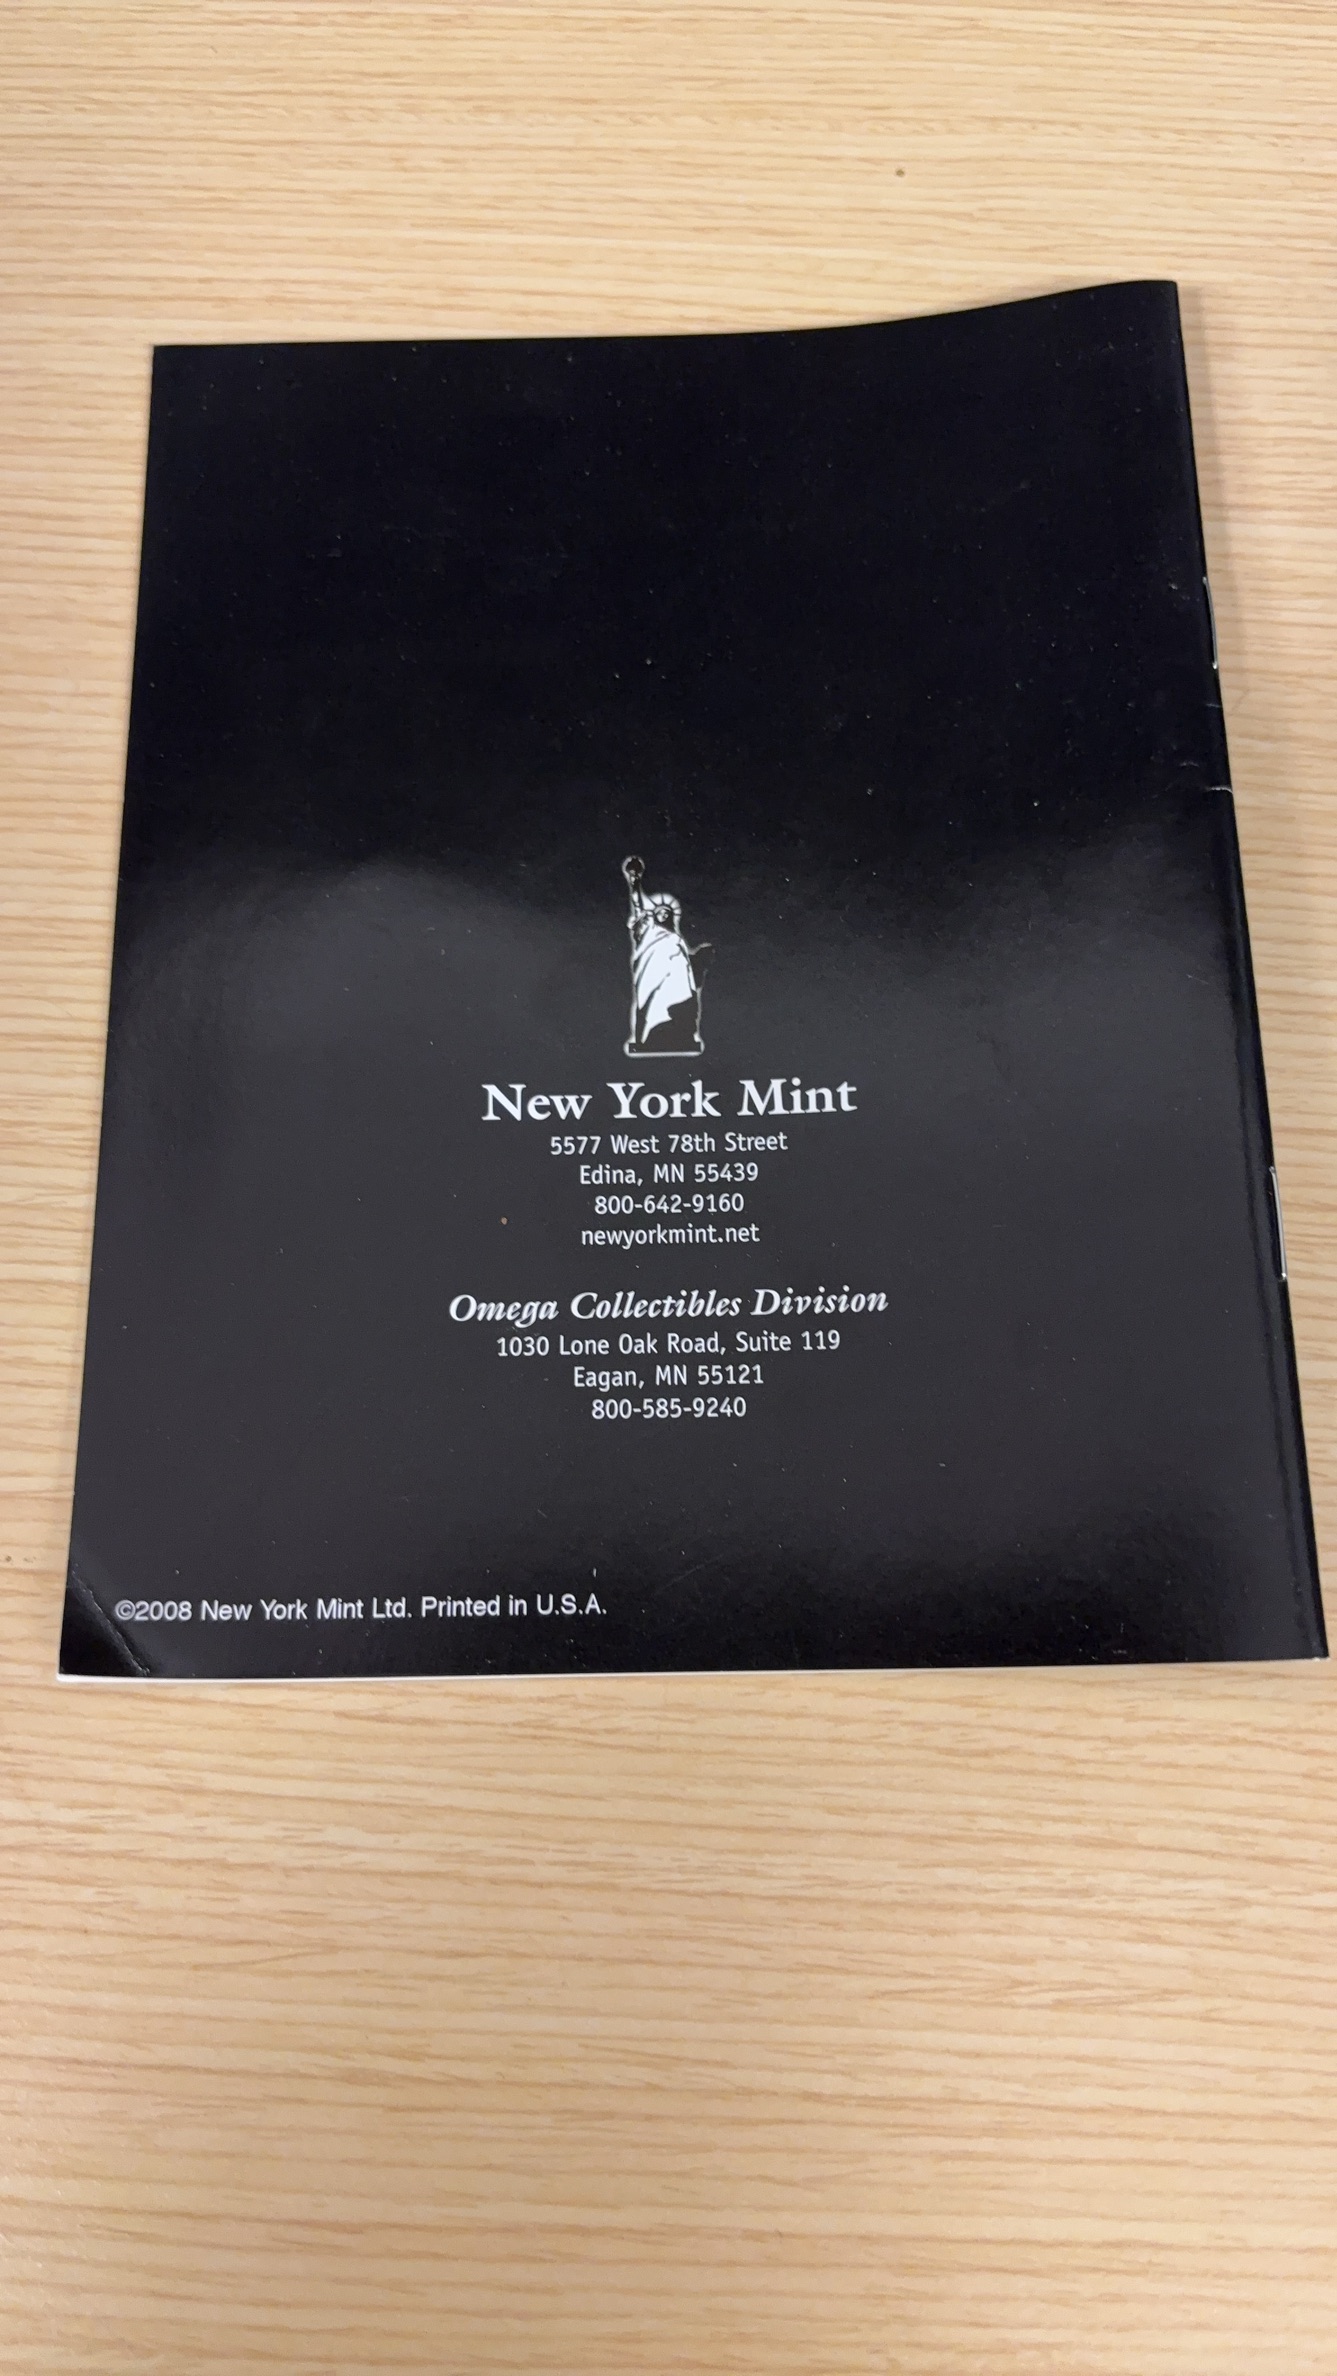 New York Mint
5577 West 78th Street
Edina, MN 55439
800-642-9160
newyorkmint.net
Omega Collectibles Division
1030 Lone Oak Road, Suite 119
Eagan, MN 55121
800-585-9240
©2008 New York Mint Ltd. Printed in U.S.A.